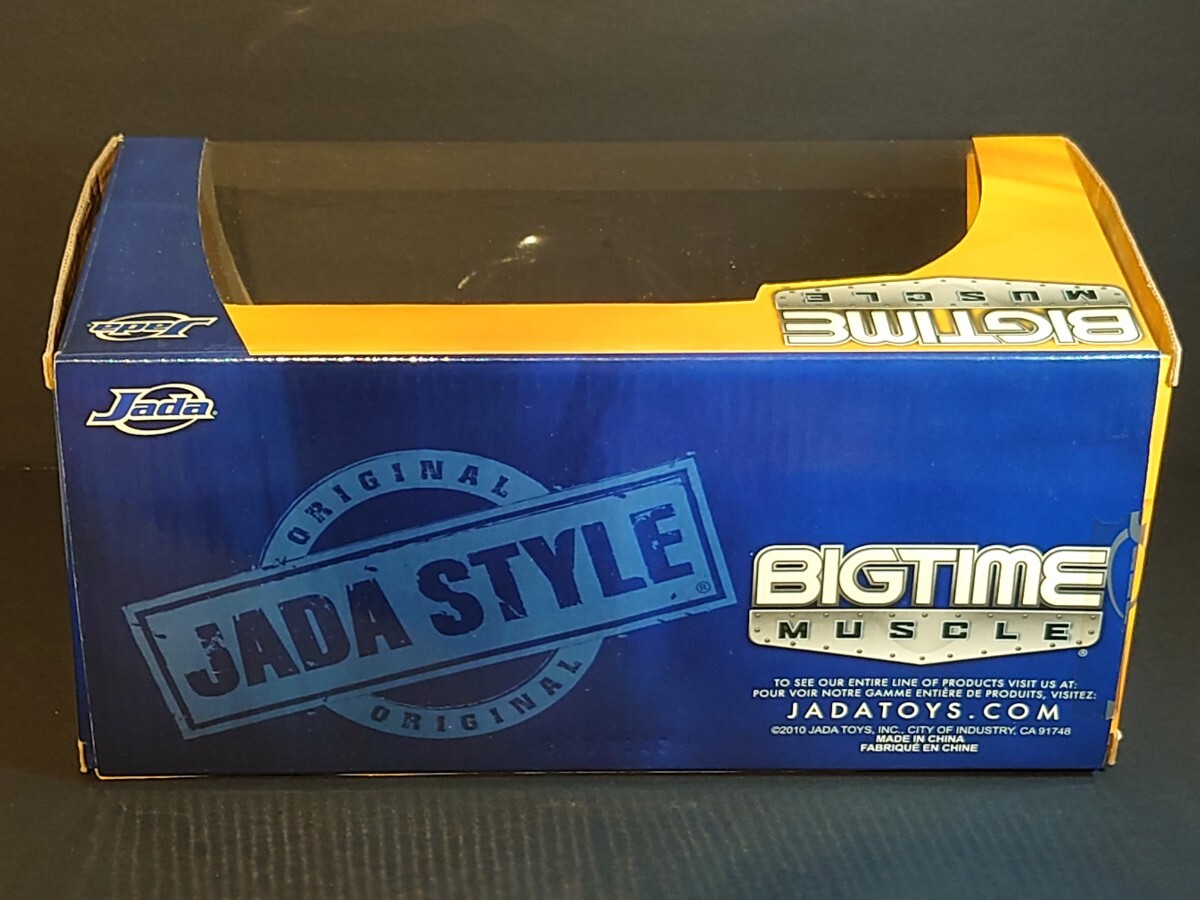 Jada
BIGTIME
MUSCLE
Jada
ORIGINAL
JADA STYLE®
ORIGINAL
BIGTIME
MUSCLE®
TO SEE OUR ENTIRE LINE OF PRODUCTS VISIT US AT:
POUR VOIR NOTRE GAMME ENTIÈRE DE PRODUITS, VISITEZ:
JADATOYS.COM
©2010 JADA TOYS, INC., CITY OF INDUSTRY, CA 91748
MADE IN CHINA
FABRIQUÉ EN CHINE